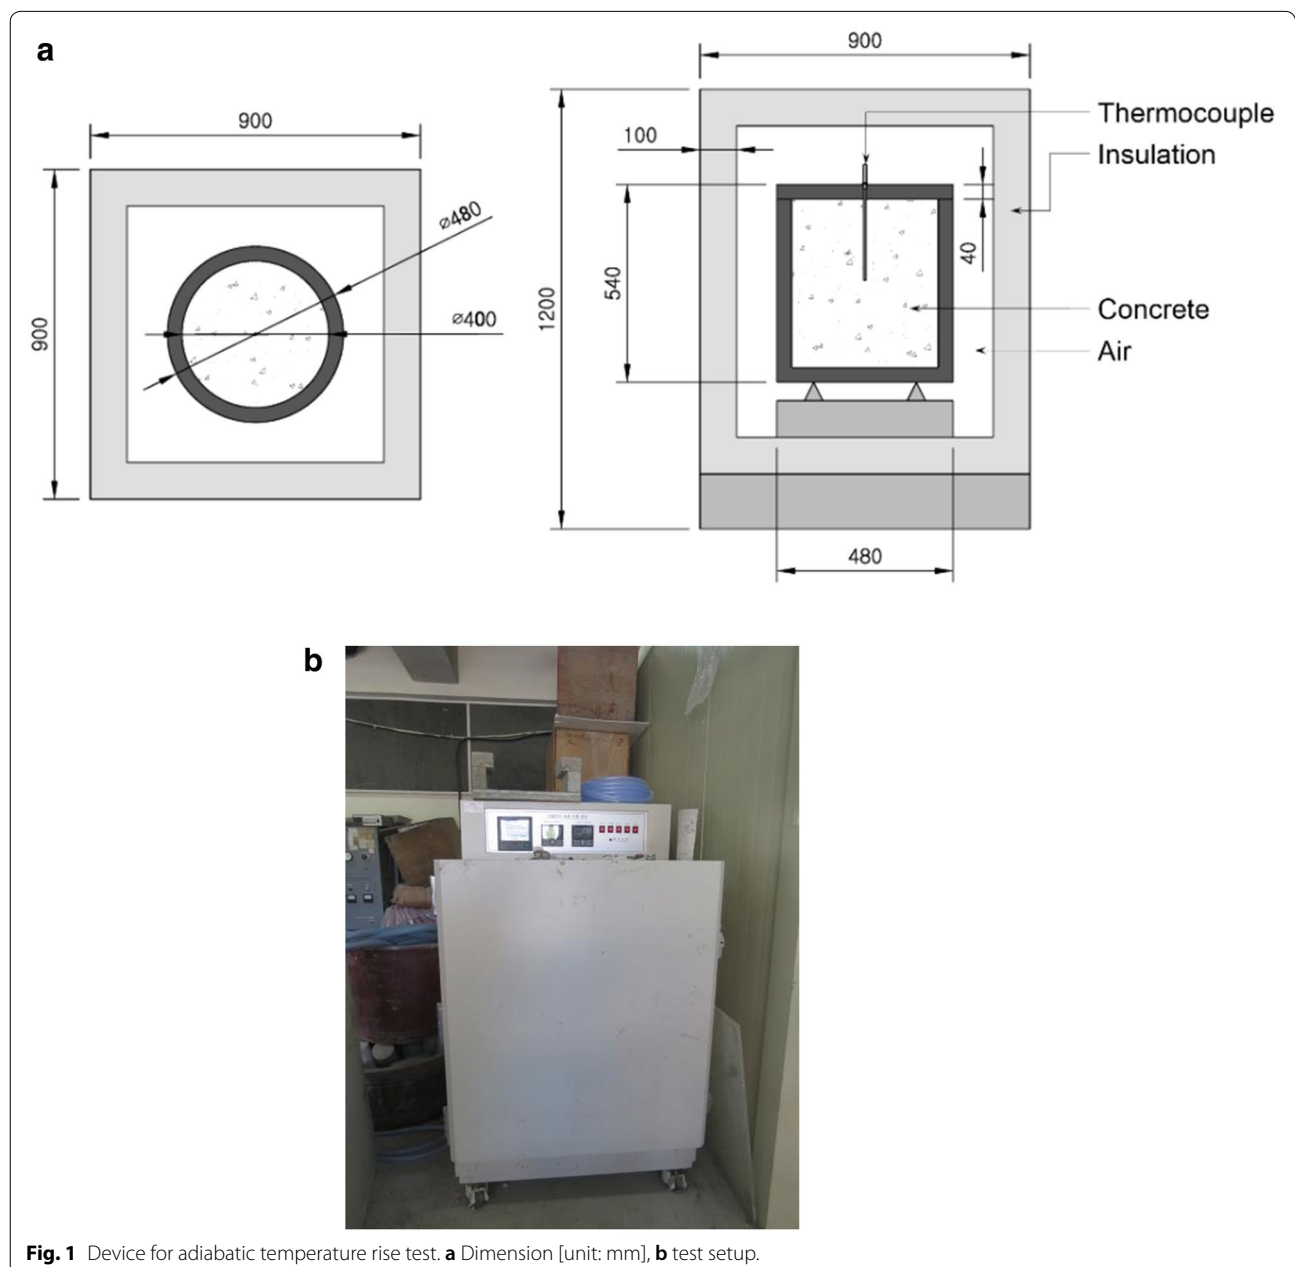 a
900
900
ø480
ø400
900
100
1200
540
40
480
Thermocouple
Insulation
Concrete
Air
b
Fig. 1 Device for adiabatic temperature rise test. a Dimension [unit: mm], b test setup.